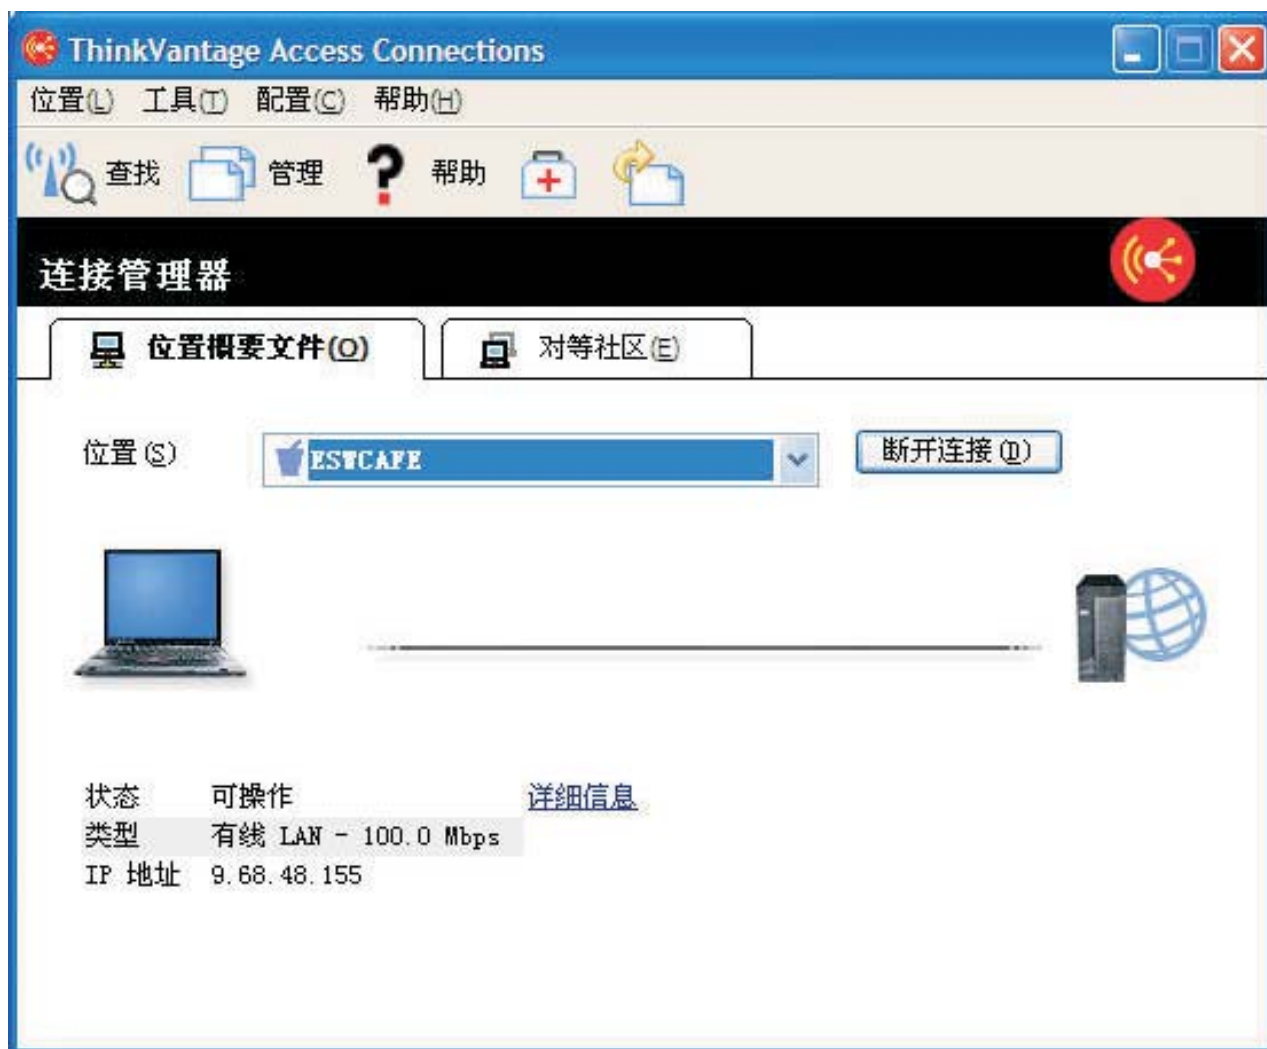 ThinkVantage Access Connections
位置(L) 工具(T) 配置(C) 帮助(H)
查找 管理 ? 帮助
连接管理器
位置概要文件(O) 对等社区(E)
位置(S) ESTCAFE 断开连接(D)
状态 可操作 详细信息
类型 有线 LAN - 100.0 Mbps
IP 地址 9.68.48.155